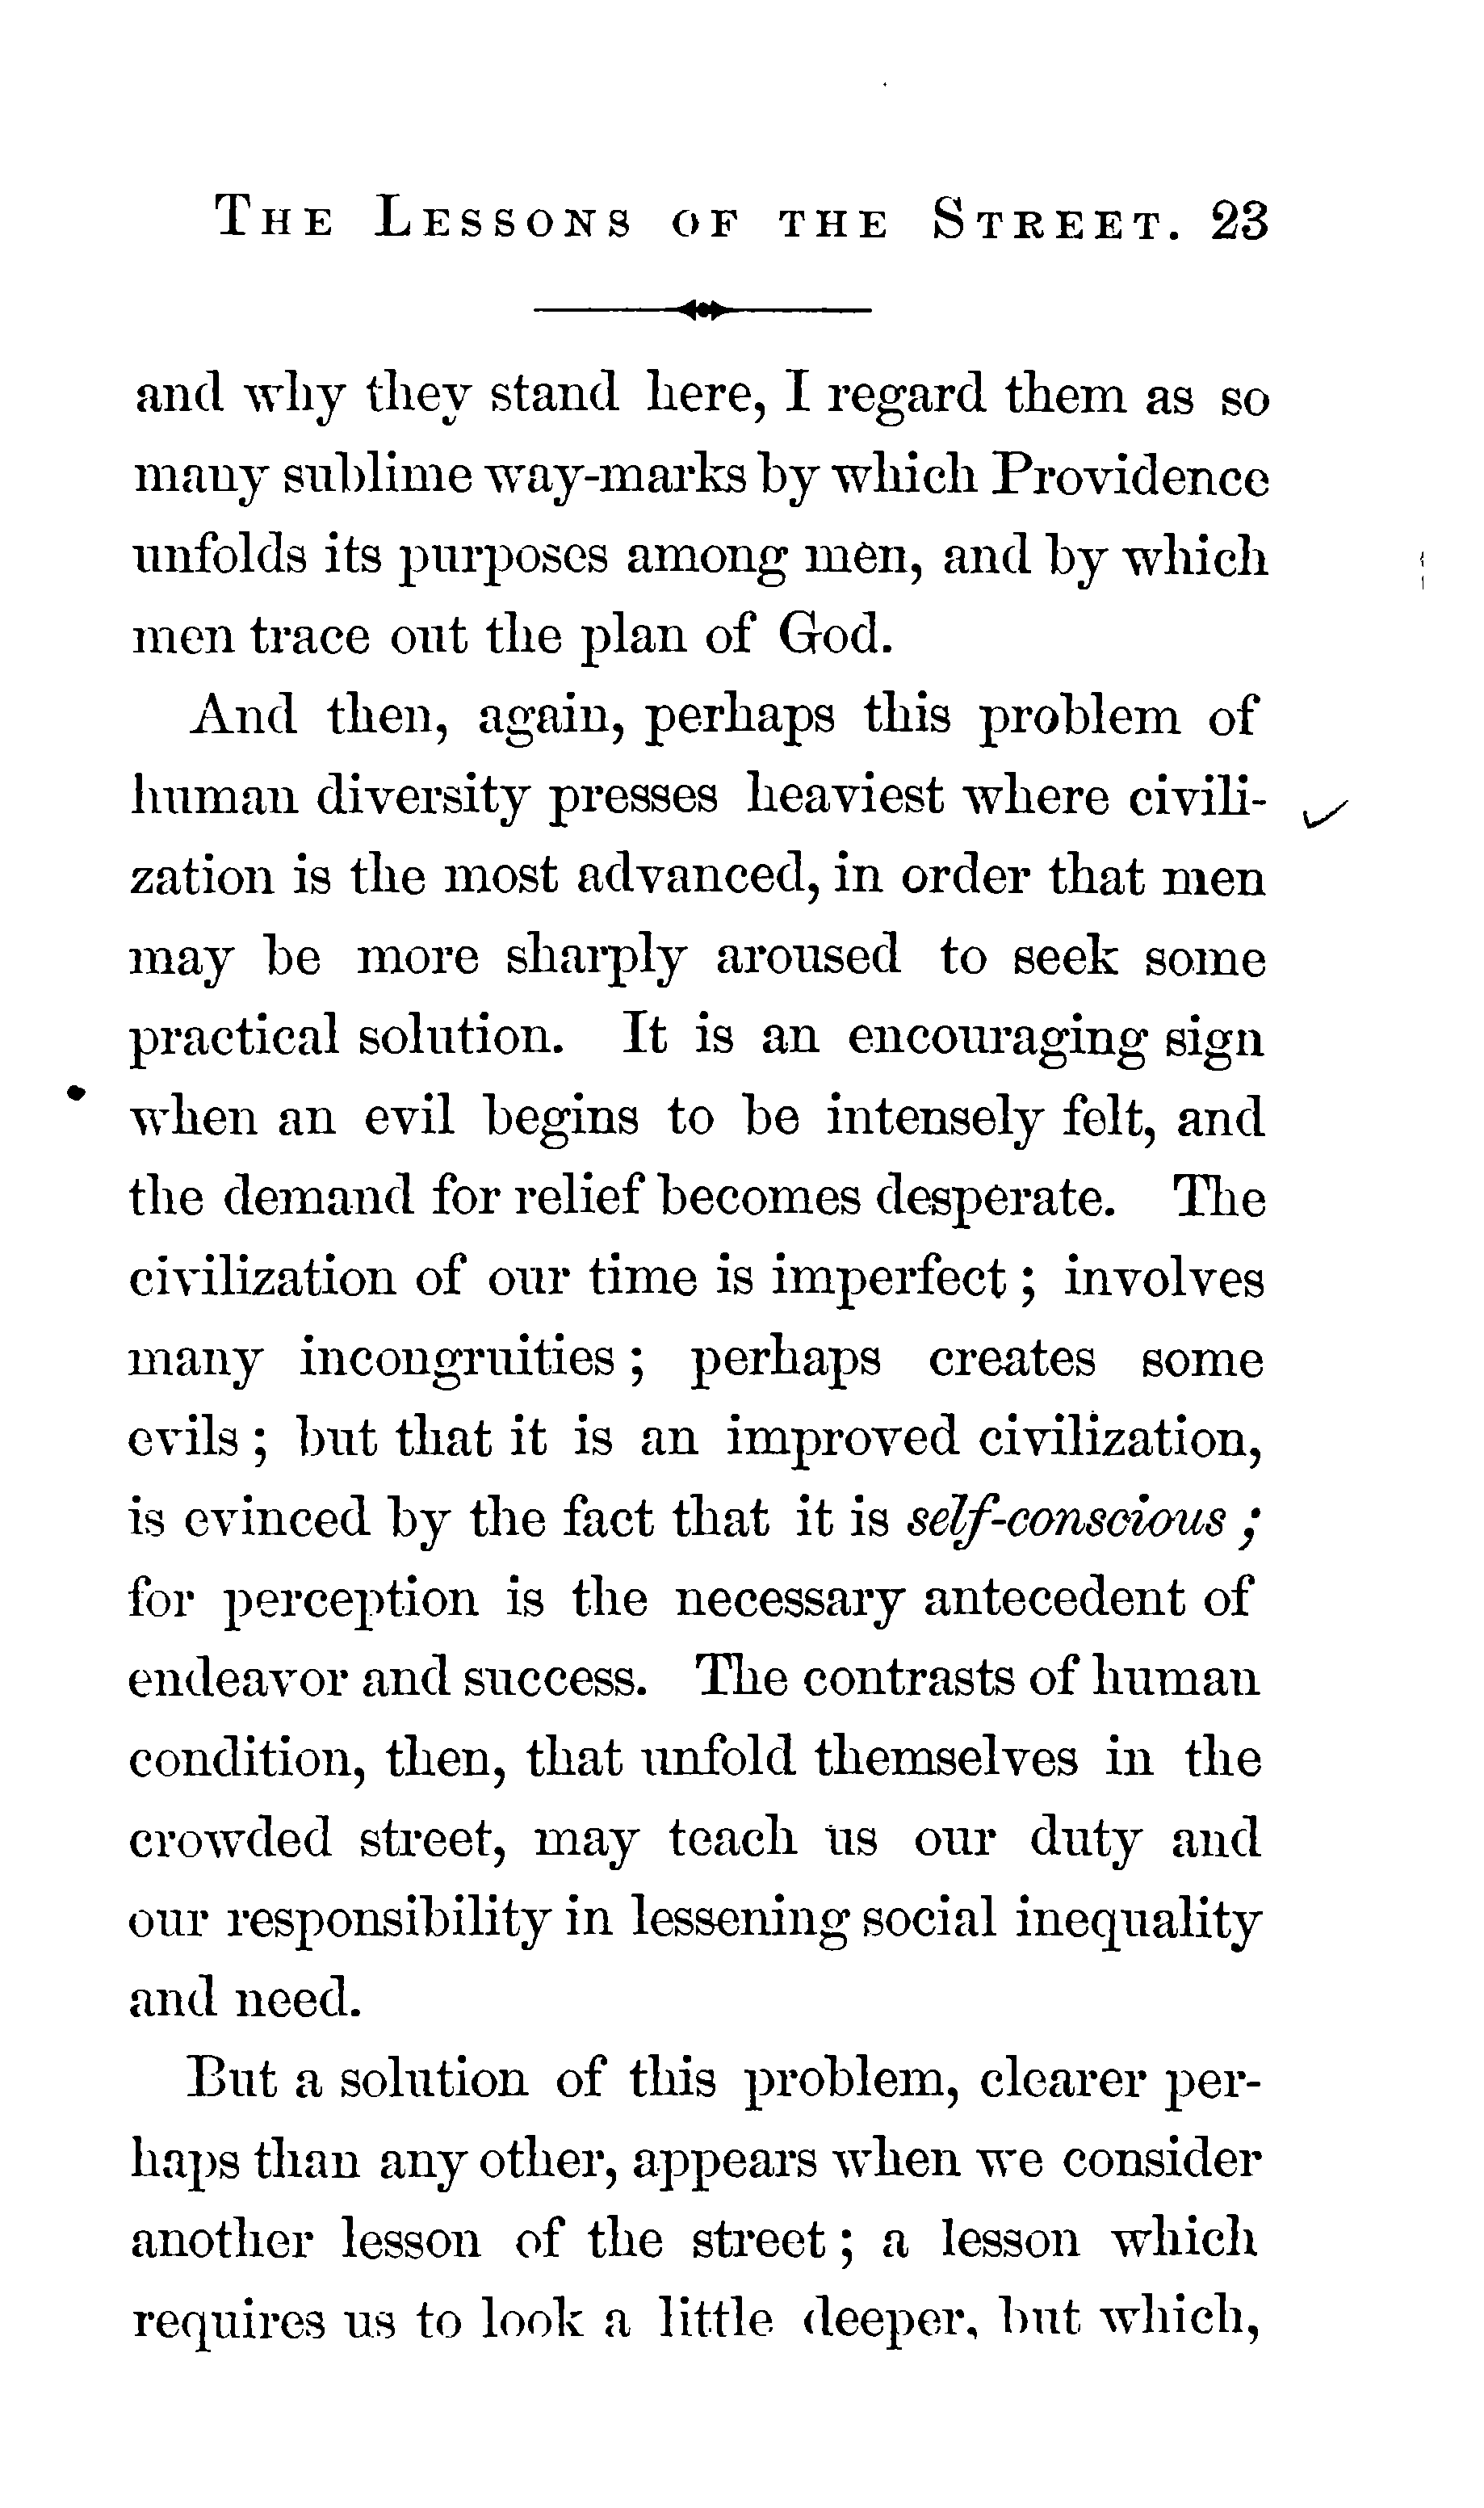 THE LESSONS OF THE STREET. 23
and why they stand here, I regard them as so
many sublime way-marks by which Providence
unfolds its purposes among men, and by which
men trace out the plan of God.
And then, again, perhaps this problem of
human diversity presses heaviest where civili-
zation is the most advanced, in order that men
may be more sharply aroused to seek some
practical solution. It is an encouraging sign
when an evil begins to be intensely felt, and
the demand for relief becomes desperate. The
civilization of our time is imperfect; involves
many incongruities; perhaps creates some
evils; but that it is an improved civilization,
is evinced by the fact that it is self-conscious;
for perception is the necessary antecedent of
endeavor and success. The contrasts of human
condition, then, that unfold themselves in the
crowded street, may teach us our duty and
our responsibility in lessening social inequality
and need.
But a solution of this problem, clearer per-
haps than any other, appears when we consider
another lesson of the street; a lesson which
requires us to look a little deeper, but which,